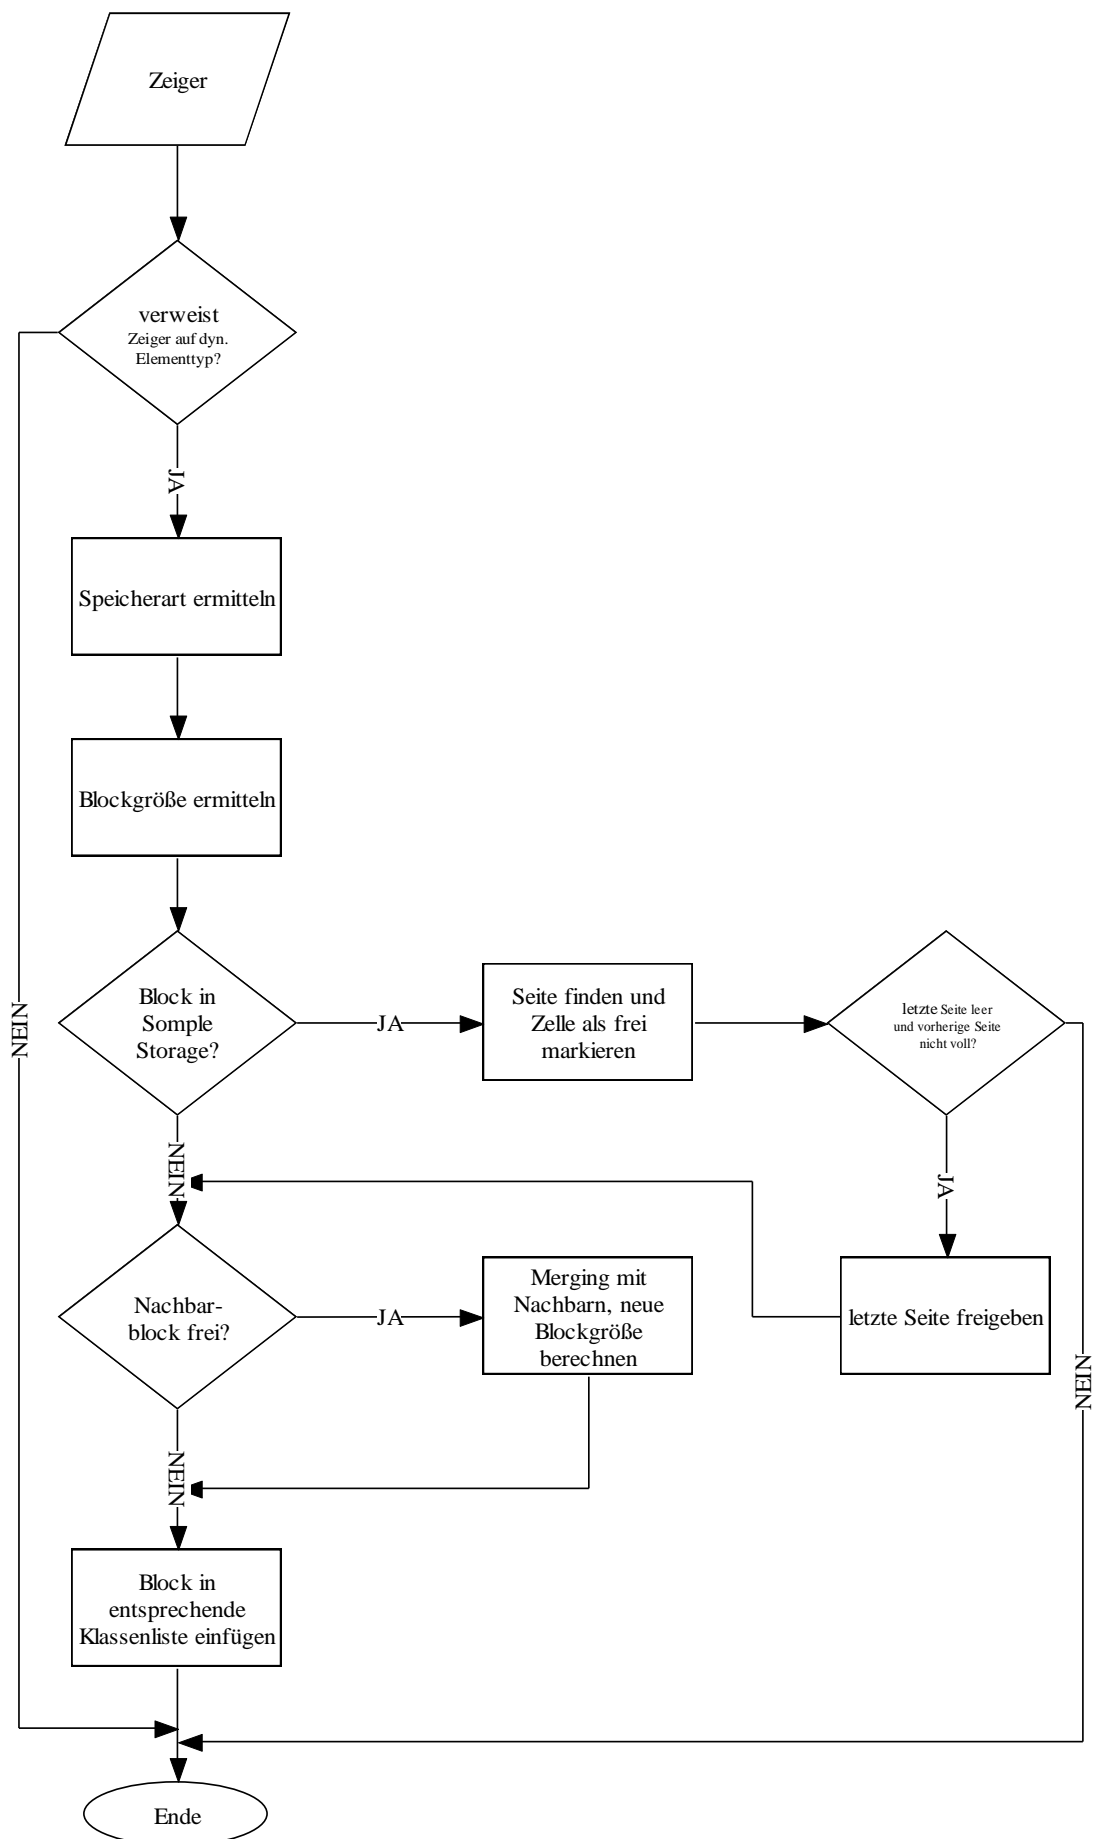 Zeiger
verweist
Zeiger auf dyn.
Elementtyp?
JA
Speicherart ermitteln
Blockgröße ermitteln
Block in
Somple
Storage?
JA
Seite finden und
Zelle als frei
markieren
letzte Seite leer
und vorherige Seite
nicht voll?
NEIN
NEIN
JA
Nachbar-
block frei?
JA
Merging mit
Nachbarn, neue
Blockgröße
berechnen
letzte Seite freigeben
NEIN
NEIN
Block in
entsprechende
Klassenliste einfügen
Ende